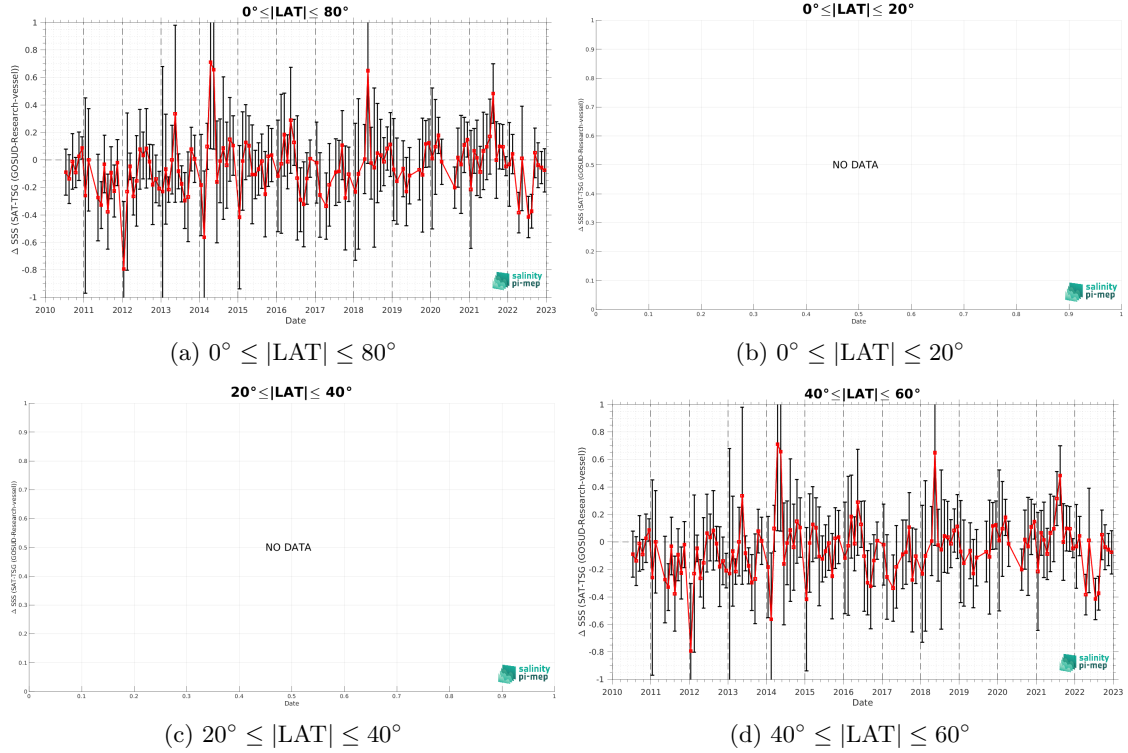 0°≤|LAT|≤ 80°
Δ SSS (SAT-TSG (GOSUD-Research-vessel))
1
0.8
0.6
0.4
0.2
0
-0.2
-0.4
-0.6
-0.8
-1
2010 2011 2012 2013 2014 2015 2016 2017 2018 2019 2020 2021 2022 2023
Date
salinity
pi-mep
(a) 0° ≤ |LAT| ≤ 80°
0°≤|LAT|≤ 20°
Δ SSS (SAT-TSG (GOSUD-Research-vessel))
1
0.9
0.8
0.7
0.6
0.5
0.4
0.3
0.2
0.1
0
NO DATA
0 0.1 0.2 0.3 0.4 0.5 0.6 0.7 0.8 0.9 1
Date
salinity
pi-mep
(b) 0° ≤ |LAT| ≤ 20°
20°≤|LAT|≤ 40°
Δ SSS (SAT-TSG (GOSUD-Research-vessel))
1
0.9
0.8
0.7
0.6
0.5
0.4
0.3
0.2
0.1
0
NO DATA
0 0.1 0.2 0.3 0.4 0.5 0.6 0.7 0.8 0.9 1
Date
salinity
pi-mep
(c) 20° ≤ |LAT| ≤ 40°
40°≤|LAT|≤ 60°
Δ SSS (SAT-TSG (GOSUD-Research-vessel))
1
0.8
0.6
0.4
0.2
0
-0.2
-0.4
-0.6
-0.8
-1
2010 2011 2012 2013 2014 2015 2016 2017 2018 2019 2020 2021 2022 2023
Date
salinity
pi-mep
(d) 40° ≤ |LAT| ≤ 60°